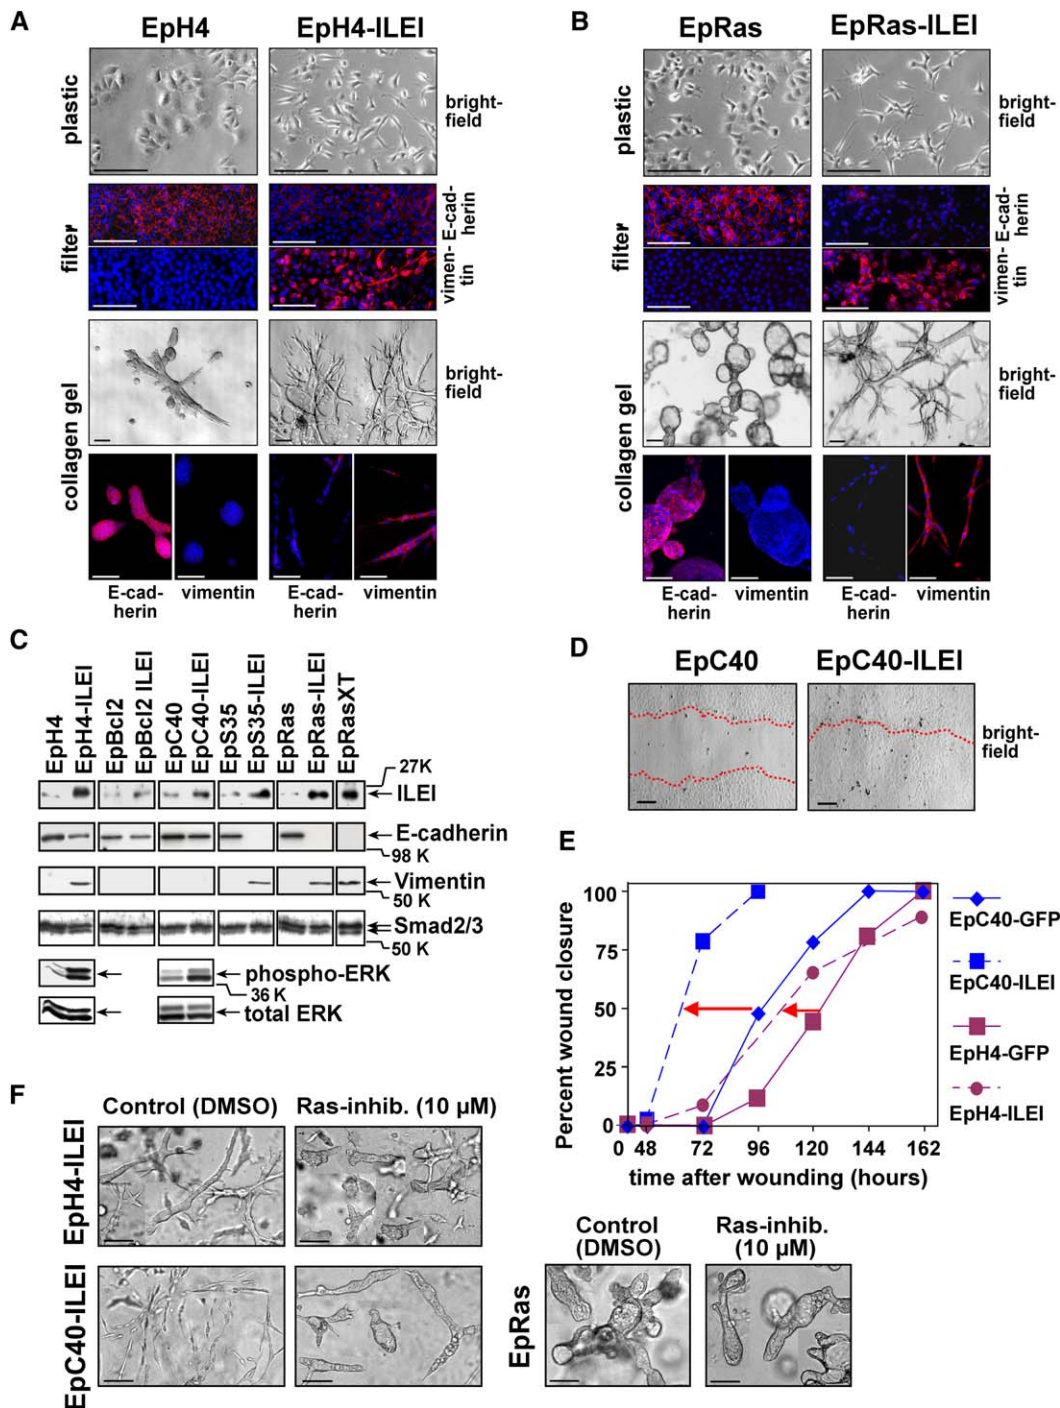 A
EpH4
EpH4-ILEI
plastic
bright-
field
filter
E-cad-
herin
vimen-
tin
collagen gel
bright-
field
E-cad-
herin
vimentin
E-cad-
herin
vimentin
B
EpRas
EpRas-ILEI
plastic
bright-
field
filter
E-cad-
herin
vimen-
tin
collagen gel
bright-
field
E-cad-
herin
vimentin
E-cad-
herin
vimentin
C
EpH4
EpH4-ILEI
EpBcl2
EpBcl2 ILEI
EpC40
EpC40-ILEI
EpS35
EpS35-ILEI
EpRas
EpRas-ILEI
EpRasXT
27K
ILEI
E-cadherin
98 K
Vimentin
50 K
Smad2/3
50 K
phospho-ERK
36 K
total ERK
D
EpC40
EpC40-ILEI
bright-
field
E
Percent wound closure
100
75
50
25
0
0 48 72 96 120 144 162
time after wounding (hours)
EpC40-GFP
EpC40-ILEI
EpH4-GFP
EpH4-ILEI
F
Control (DMSO)
Ras-inhib. (10 µM)
EpH4-ILEI
EpC40-ILEI
Control
(DMSO)
Ras-inhib.
(10 µM)
EpRas